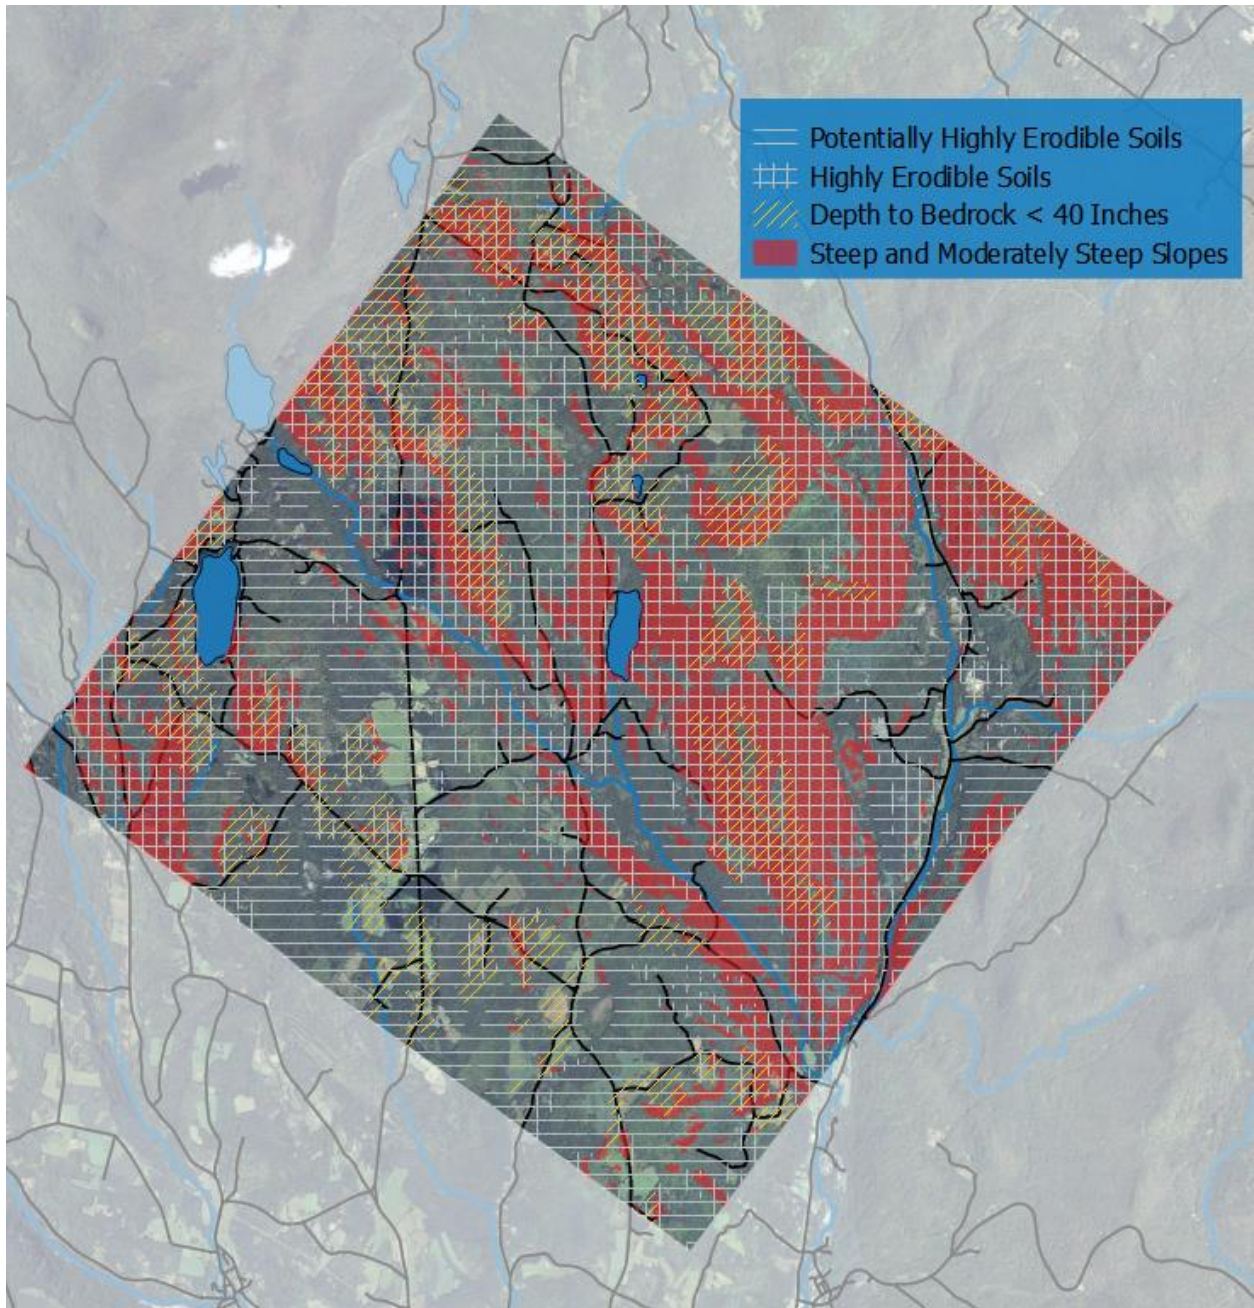 Potentially Highly Erodible Soils
Highly Erodible Soils
Depth to Bedrock < 40 Inches
Steep and Moderately Steep Slopes